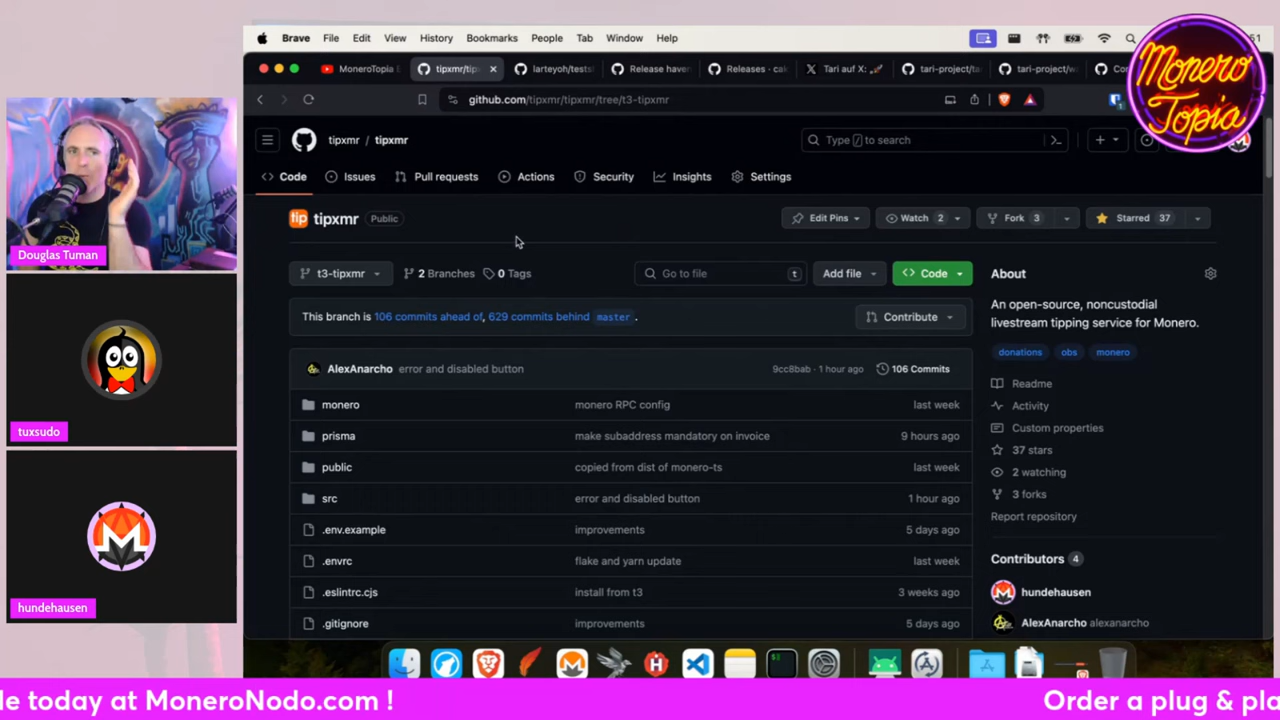 Brave File Edit View History Bookmarks People Tab Window Help
MoneroTopia
tipxmr/tip
larteyoh/tests
Release haven
Releases - cak
Tari auf X:
tari-project/ta
tari-project/w
github.com/tipxmr/tipxmr/tree/t3-tipxmr
Monero
Topia
tipxmr / tipxmr
Type / to search
Code Issues Pull requests Actions Security Insights Settings
tip tipxmr Public
Edit Pins Watch 2 Fork 3 Starred 37
t3-tipxmr 2 Branches 0 Tags Go to file t Add file Code
This branch is 106 commits ahead of, 629 commits behind master .
Contribute
AlexAnarcho error and disabled button 9cc8bab · 1 hour ago 106 Commits
monero monero RPC config last week
prisma make subaddress mandatory on invoice 9 hours ago
public copied from dist of monero-ts last week
src error and disabled button 1 hour ago
.env.example improvements 5 days ago
.envrc flake and yarn update last week
.eslintrc.cjs install from t3 3 weeks ago
.gitignore improvements 5 days ago
About
An open-source, noncustodial
livestream tipping service for Monero.
donations obs monero
Readme
Activity
Custom properties
37 stars
2 watching
3 forks
Report repository
Contributors 4
hundehausen
AlexAnarcho alexanarcho
Douglas Tuman
tuxsudo
hundehausen
le today at MoneroNodo.com !
Order a plug & pla